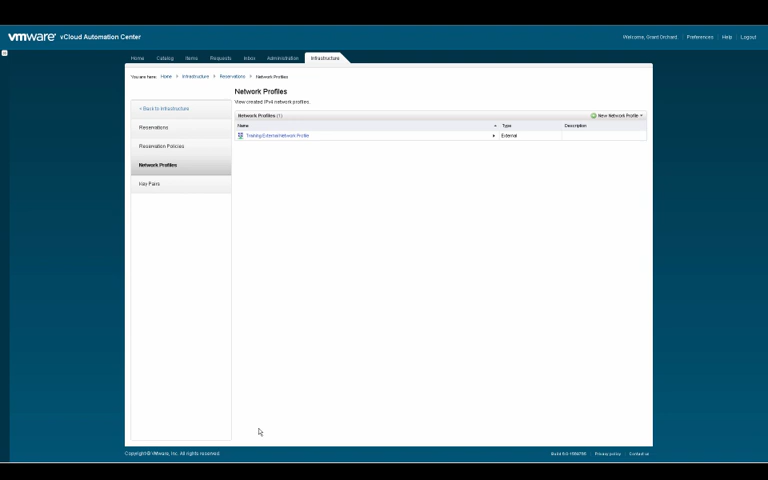 vmware vCloud Automation Center
Welcome, Grant Orchard. Preferences Help Logout
Home Catalog Items Requests Inbox Administration Infrastructure
You are here: Home Infrastructure Reservations Network Profiles
Network Profiles
View created IPv4 network profiles.
< Back to Infrastructure
Reservations
Reservation Policies
Network Profiles
Key Pairs
Network Profiles (1) New Network Profile
Name Type Description
Training External Network Profile External
Copyright © VMware, Inc. All rights reserved.
Privacy policy Contact us